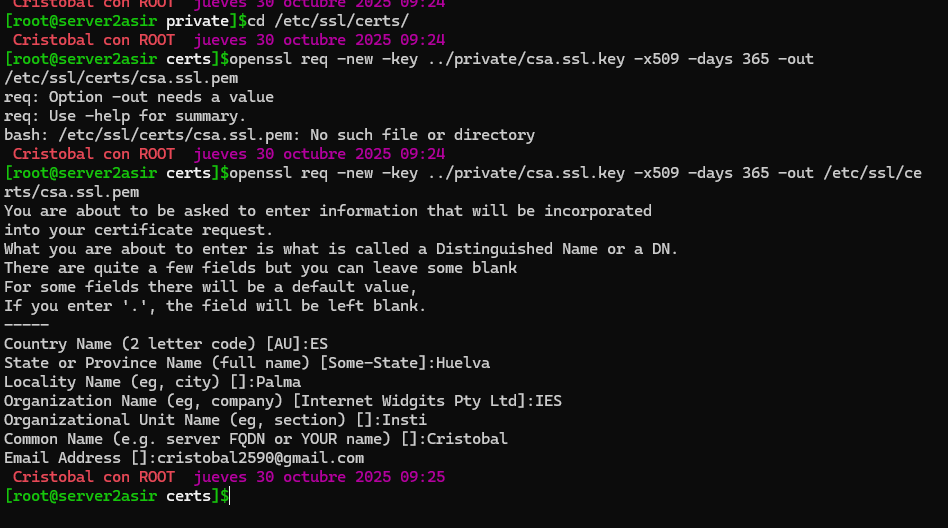 Cristobal con ROOT  jueves 30 octubre 2025 09:24
[root@server2asir private]$cd /etc/ssl/certs/
 Cristobal con ROOT  jueves 30 octubre 2025 09:24
[root@server2asir certs]$openssl req -new -key ../private/csa.ssl.key -x509 -days 365 -out
/etc/ssl/certs/csa.ssl.pem
req: Option -out needs a value
req: Use -help for summary.
bash: /etc/ssl/certs/csa.ssl.pem: No such file or directory
 Cristobal con ROOT  jueves 30 octubre 2025 09:24
[root@server2asir certs]$openssl req -new -key ../private/csa.ssl.key -x509 -days 365 -out /etc/ssl/ce
rts/csa.ssl.pem
You are about to be asked to enter information that will be incorporated
into your certificate request.
What you are about to enter is what is called a Distinguished Name or a DN.
There are quite a few fields but you can leave some blank
For some fields there will be a default value,
If you enter '.', the field will be left blank.
-----
Country Name (2 letter code) [AU]:ES
State or Province Name (full name) [Some-State]:Huelva
Locality Name (eg, city) []:Palma
Organization Name (eg, company) [Internet Widgits Pty Ltd]:IES
Organizational Unit Name (eg, section) []:Insti
Common Name (e.g. server FQDN or YOUR name) []:Cristobal
Email Address []:cristobal2590@gmail.com
 Cristobal con ROOT  jueves 30 octubre 2025 09:25
[root@server2asir certs]$